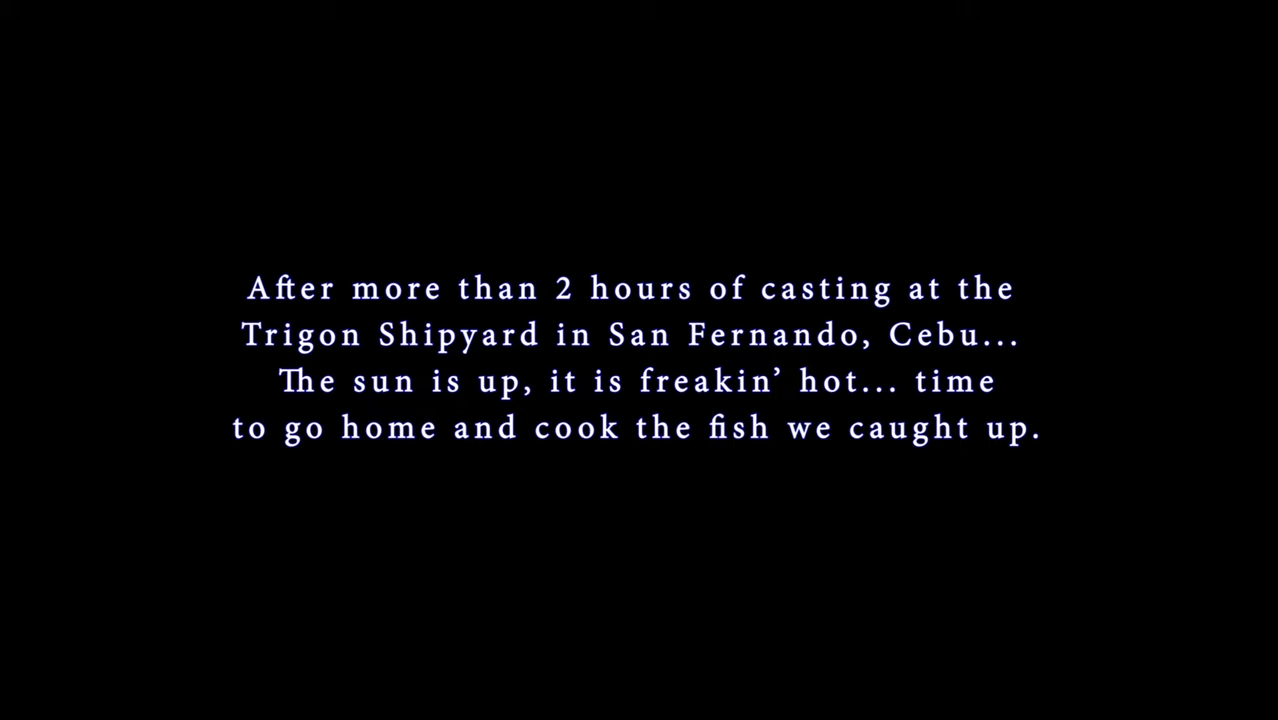 After more than 2 hours of casting at the
Trigon Shipyard in San Fernando, Cebu...
The sun is up, it is freakin’ hot... time
to go home and cook the fish we caught up.